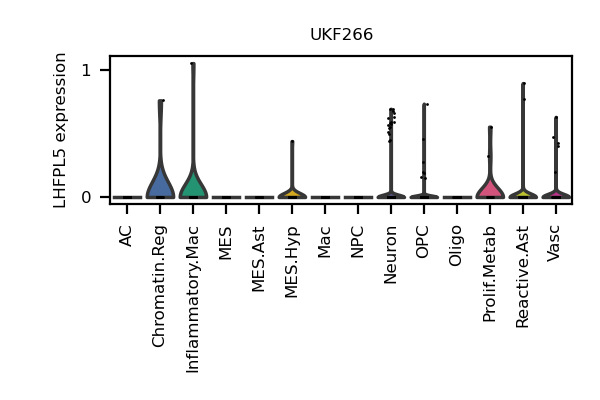 UKF266
LHFPL5 expression
1
0
AC
Chromatin.Reg
Inflammatory.Mac
MES
MES.Ast
MES.Hyp
Mac
NPC
Neuron
OPC
Oligo
Prolif.Metab
Reactive.Ast
Vasc